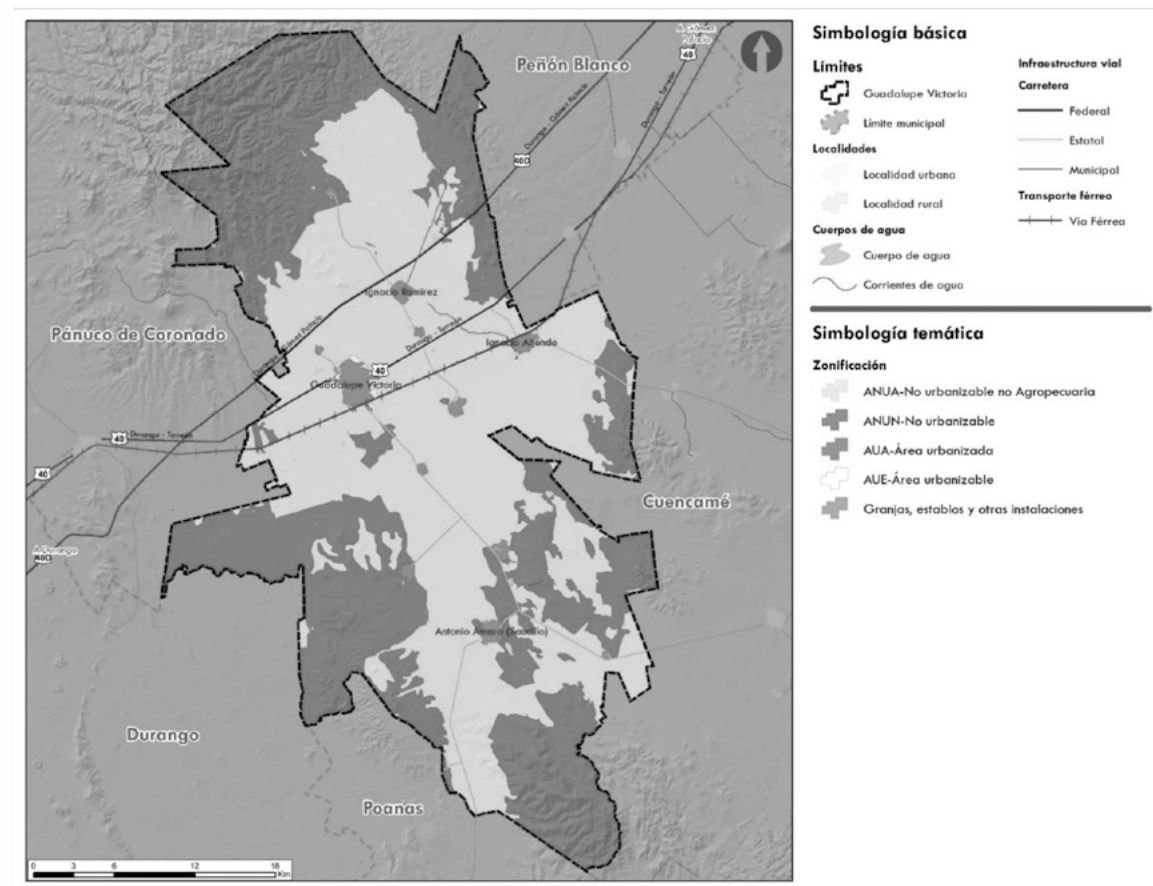 A Gómez
Palacio
40
Peñón Blanco
Durango - Gómez Palacio
Durango - Torreón
40D
Ignacio Ramírez
Pánuco de Coronado
Durango - Gómez Palacio
Durango - Torreón
Ignacio Allende
40
Guadalupe Victoria
40
Durango - Torreón
40
Cuencamé
A Durango
40D
Antonio Amaro (Saucillo)
Durango
Poanas
0 3 6 12 18
Km
Simbología básica
Límites
Guadalupe Victoria
Límite municipal
Localidades
Localidad urbana
Localidad rural
Cuerpos de agua
Cuerpo de agua
Corrientes de agua
Infraestructura vial
Carretera
Federal
Estatal
Municipal
Transporte férreo
Vía Férrea
Simbología temática
Zonificación
ANUA-No urbanizable no Agropecuaria
ANUN-No urbanizable
AUA-Área urbanizada
AUE-Área urbanizable
Granjas, establos y otras instalaciones